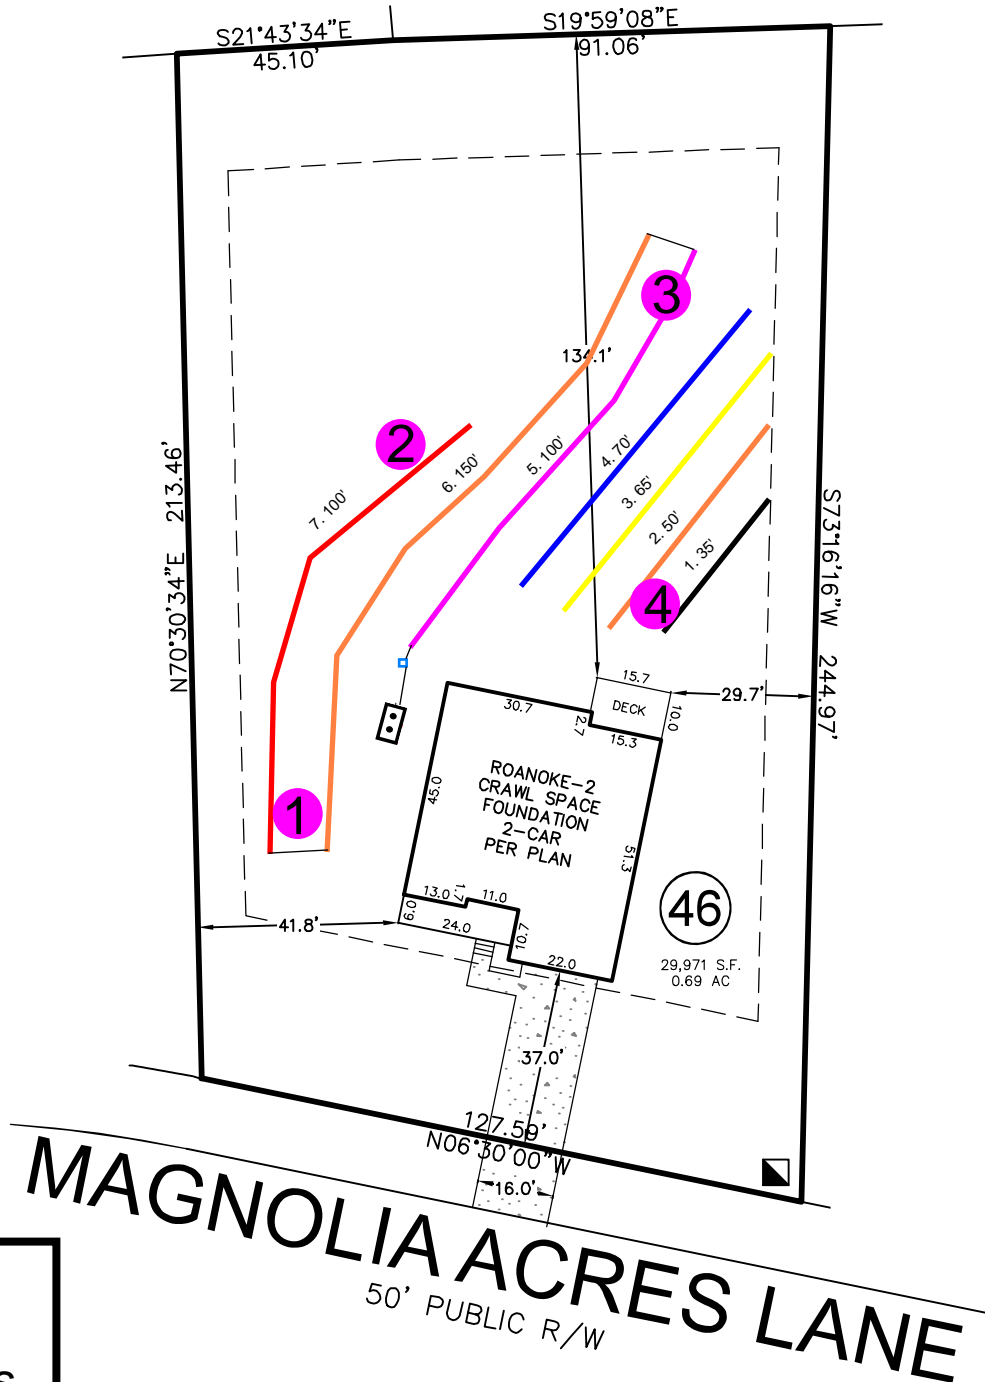 S21°43'34"E
45.10'
S19°59'08"E
91.06'
3
134.1'
2
7. 100'
6. 150'
5. 100'
4. 70'
3. 65'
2. 50'
1. 35'
4
N70°30'34"E 213.46'
S73°16'16"W 244.97'
15.7
DECK
10.0
29.7'
30.7
2.7
15.3
45.0
ROANOKE-2
CRAWL SPACE
FOUNDATION
2-CAR
PER PLAN
51.3
1
13.0
1.7
11.0
6.0
24.0
10.7
22.0
41.8'
46
29,971 S.F.
0.69 AC
37.0'
127.59'
N06°30'00"W
16.0'
MAGNOLIA ACRES LANE
50' PUBLIC R/W